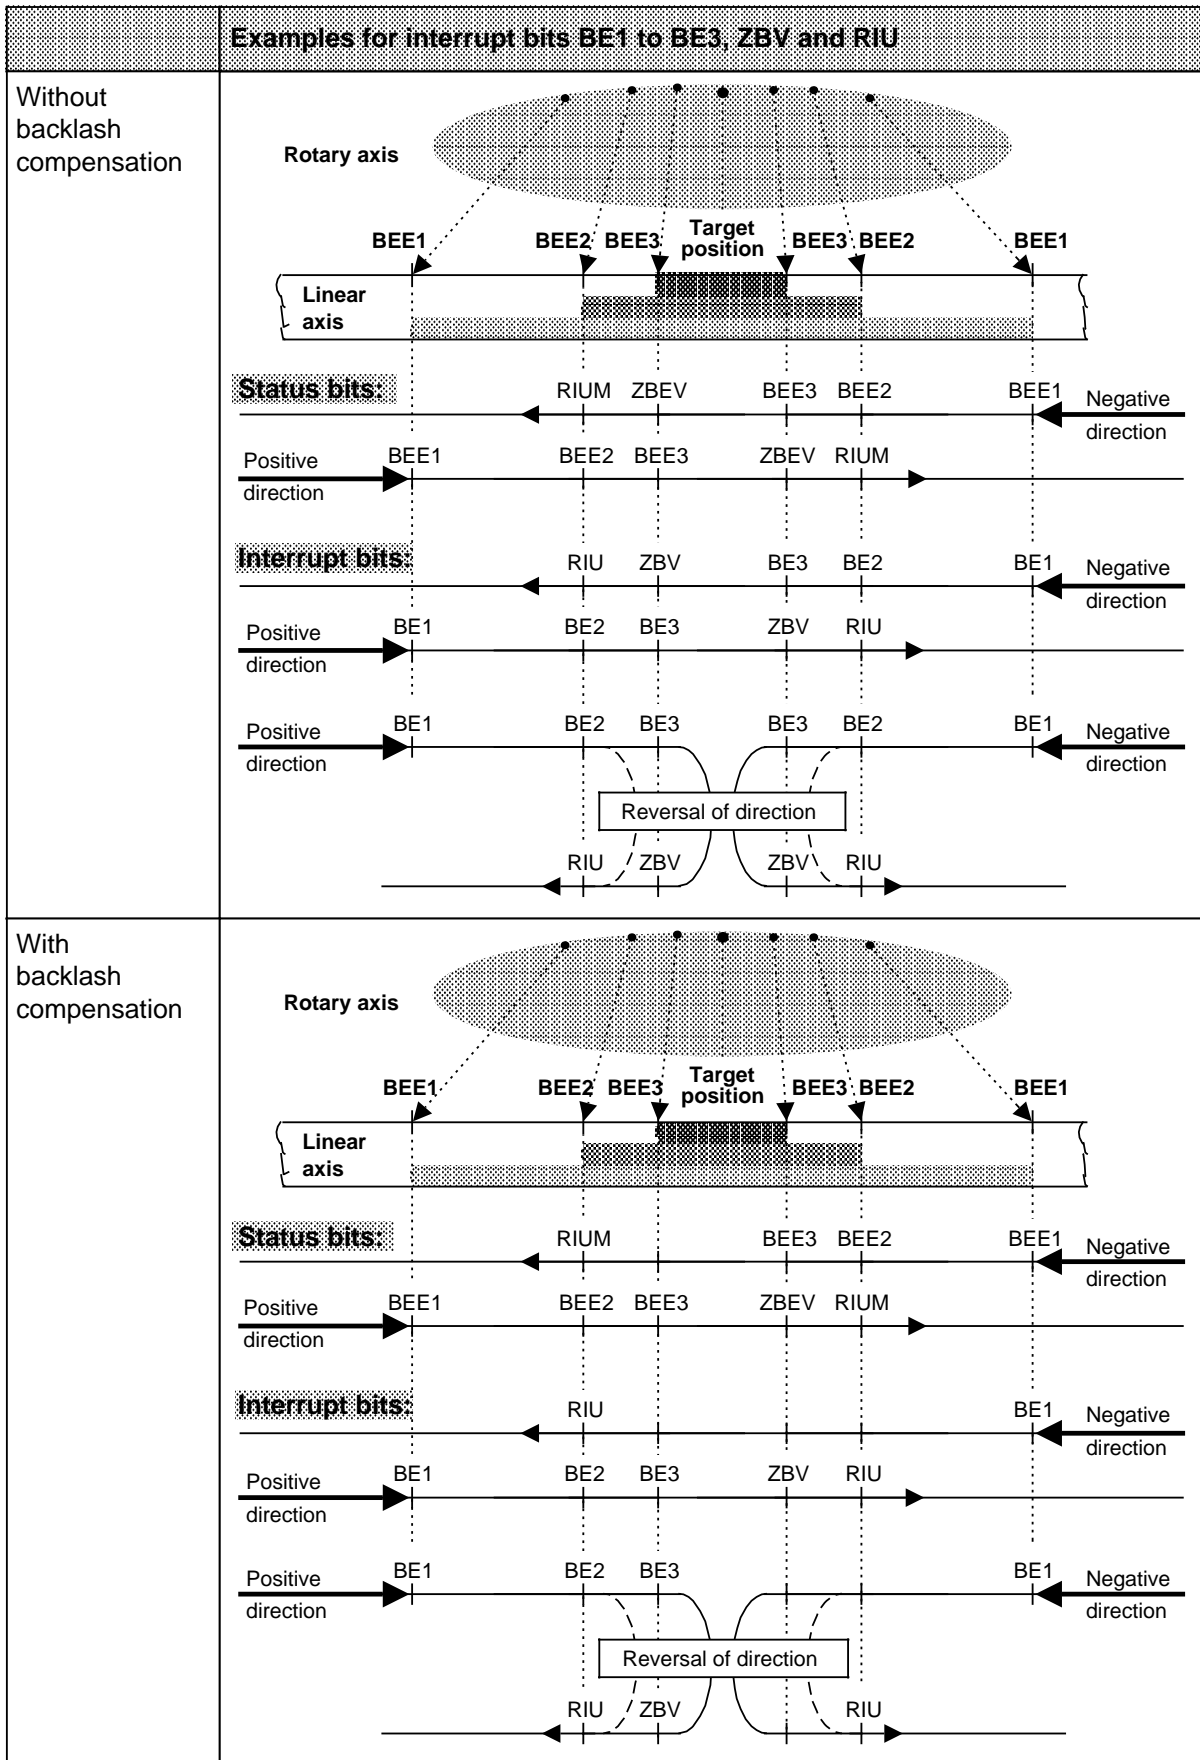 Examples for interrupt bits BE1 to BE3, ZBV and RIU
Without
backlash
compensation
Rotary axis
BEE1 BEE2 BEE3 Target position BEE3 BEE2 BEE1
Linear
axis
Status bits:
RIUM ZBEV BEE3 BEE2 BEE1 Negative direction
Positive direction BEE1 BEE2 BEE3 ZBEV RIUM
Interrupt bits:
RIU ZBV BE3 BE2 BE1 Negative direction
Positive direction BE1 BE2 BE3 ZBV RIU
Positive direction BE1 BE2 BE3 BE3 BE2 BE1 Negative direction
Reversal of direction
RIU ZBV ZBV RIU
With
backlash
compensation
Rotary axis
BEE1 BEE2 BEE3 Target position BEE3 BEE2 BEE1
Linear
axis
Status bits:
RIUM BEE3 BEE2 BEE1 Negative direction
Positive direction BEE1 BEE2 BEE3 ZBEV RIUM
Interrupt bits:
RIU BE1 Negative direction
Positive direction BE1 BE2 BE3 ZBV RIU
Positive direction BE1 BE2 BE3 BE1 Negative direction
Reversal of direction
RIU ZBV RIU